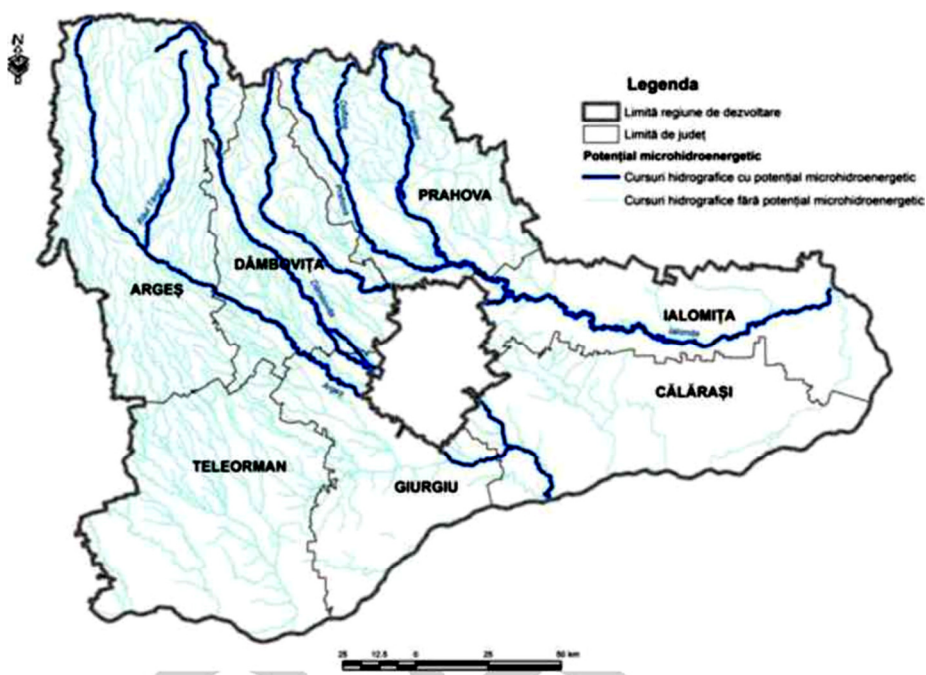 N
Legenda
Limită regiune de dezvoltare
Limită de județ
Potențial microhidroenergetic
Cursuri hidrografice cu potențial microhidroenergetic
Cursuri hidrografice fără potențial microhidroenergetic
PRAHOVA
DÂMBOVIȚA
ARGEȘ
IALOMIȚA
Ialomița
CĂLĂRAȘI
Argeș
TELEORMAN
GIURGIU
25 12.5 0 25 50 km